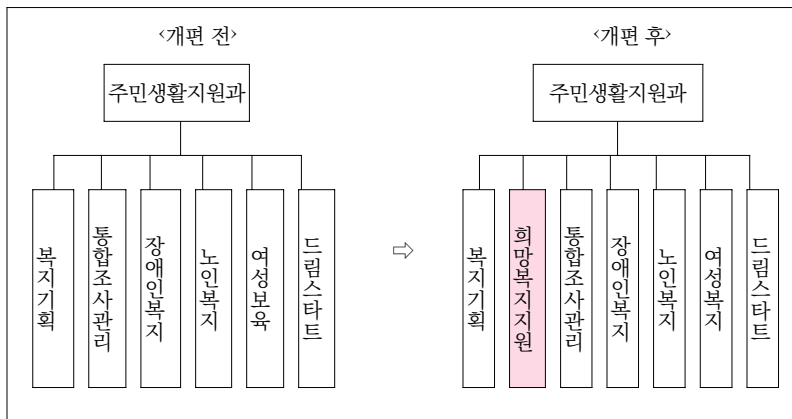 <개편 전>
주민생활지원과
복지기획
통합조사관리
장애인복지
노인복지
여성보육
드림스타트
⇨
<개편 후>
주민생활지원과
복지기획
희망복지지원
통합조사관리
장애인복지
노인복지
여성복지
드림스타트